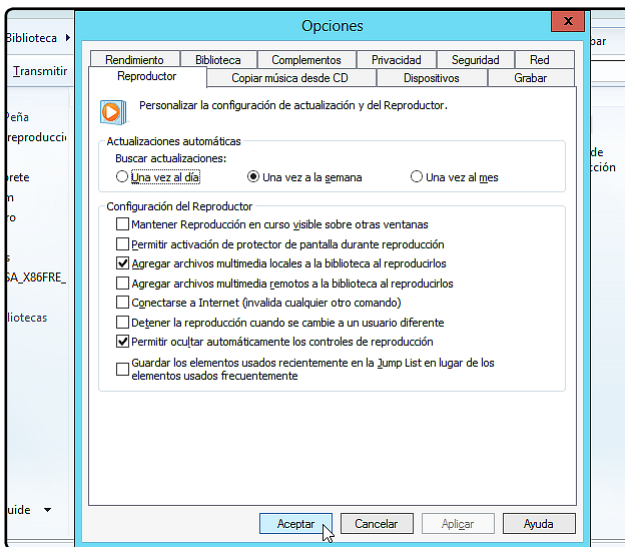 Opciones
x
Biblioteca
Transmitir
Peña
reproducci
prete
m
ro
s
SA_X86FRE_
liotecas
uide
Rendimiento Biblioteca Complementos Privacidad Seguridad Red
Reproductor Copiar música desde CD Dispositivos Grabar
Personalizar la configuración de actualización y del Reproductor.
Actualizaciones automáticas
Buscar actualizaciones:
Una vez al día Una vez a la semana Una vez al mes
Configuración del Reproductor
Mantener Reproducción en curso visible sobre otras ventanas
Permitir activación de protector de pantalla durante reproducción
Agregar archivos multimedia locales a la biblioteca al reproducirlos
Agregar archivos multimedia remotos a la biblioteca al reproducirlos
Conectarse a Internet (invalida cualquier otro comando)
Detener la reproducción cuando se cambie a un usuario diferente
Permitir ocultar automáticamente los controles de reproducción
Guardar los elementos usados recientemente en la Jump List en lugar de los
elementos usados frecuentemente
Aceptar Cancelar Aplicar Ayuda
bar
de
cción